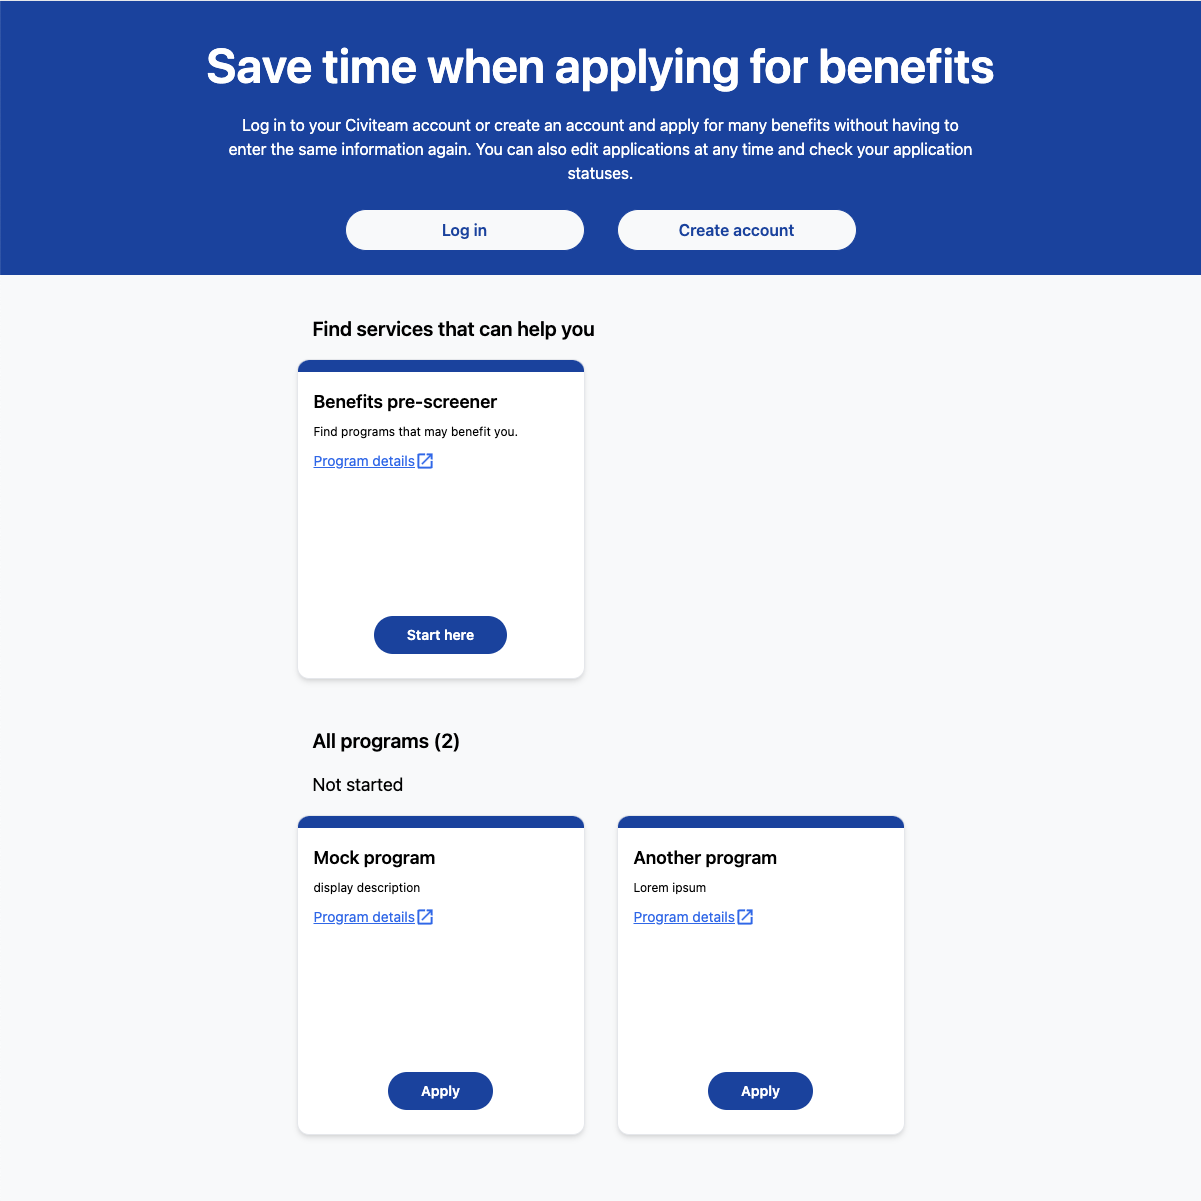 Save time when applying for benefits
Log in to your Civiteam account or create an account and apply for many benefits without having to
enter the same information again. You can also edit applications at any time and check your application
statuses.
Log in
Create account
Find services that can help you
Benefits pre-screener
Find programs that may benefit you.
Program details
Start here
All programs (2)
Not started
Mock program
display description
Program details
Apply
Another program
Lorem ipsum
Program details
Apply